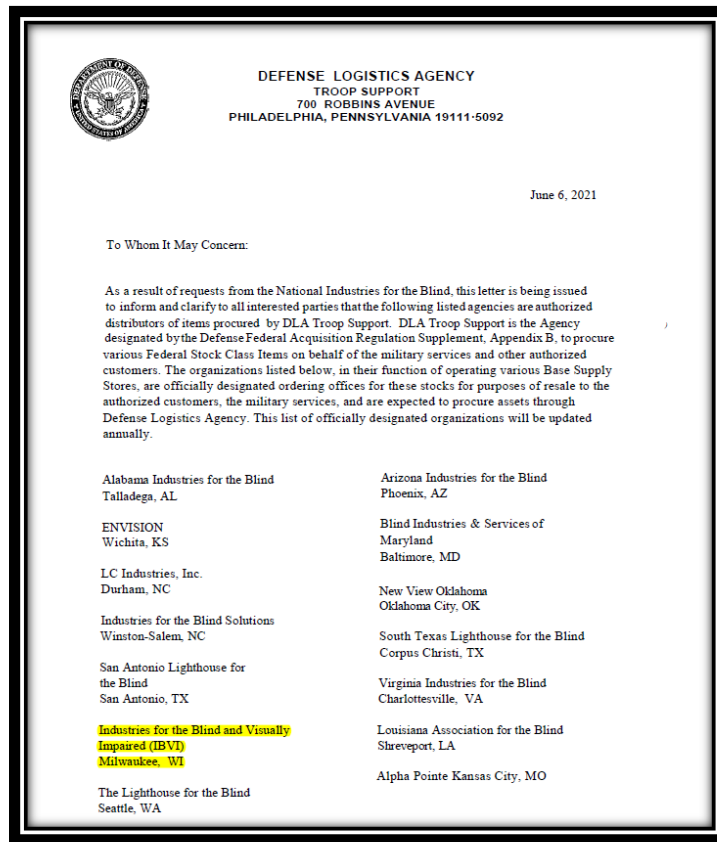 DEFENSE LOGISTICS AGENCY
TROOP SUPPORT
700 ROBBINS AVENUE
PHILADELPHIA, PENNSYLVANIA 19111-5092
June 6, 2021
To Whom It May Concern:
As a result of requests from the National Industries for the Blind, this letter is being issued
to inform and clarify to all interested parties that the following listed agencies are authorized
distributors of items procured by DLA Troop Support. DLA Troop Support is the Agency
designated by the Defense Federal Acquisition Regulation Supplement, Appendix B, to procure
various Federal Stock Class Items on behalf of the military services and other authorized
customers. The organizations listed below, in their function of operating various Base Supply
Stores, are officially designated ordering offices for these stocks for purposes of resale to the
authorized customers, the military services, and are expected to procure assets through
Defense Logistics Agency. This list of officially designated organizations will be updated
annually.
Alabama Industries for the Blind
Talladega, AL
ENVISION
Wichita, KS
LC Industries, Inc.
Durham, NC
Industries for the Blind Solutions
Winston-Salem, NC
San Antonio Lighthouse for
the Blind
San Antonio, TX
Industries for the Blind and Visually
Impaired (IBVI)
Milwaukee, WI
The Lighthouse for the Blind
Seattle, WA
Arizona Industries for the Blind
Phoenix, AZ
Blind Industries & Services of
Maryland
Baltimore, MD
New View Oklahoma
Oklahoma City, OK
South Texas Lighthouse for the Blind
Corpus Christi, TX
Virginia Industries for the Blind
Charlottesville, VA
Louisiana Association for the Blind
Shreveport, LA
Alpha Pointe Kansas City, MO